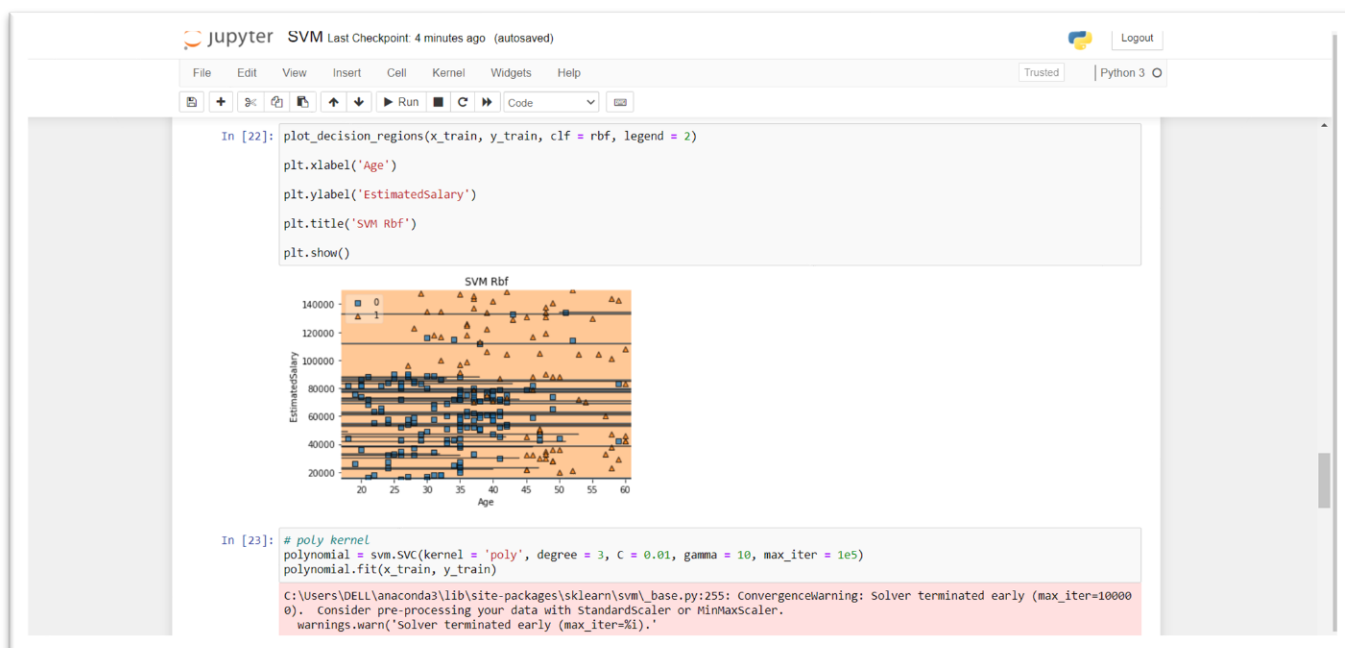 jupyter SVM Last Checkpoint: 4 minutes ago (autosaved)
Logout
File Edit View Insert Cell Kernel Widgets Help
Trusted Python 3
Run Code
In [22]: plot_decision_regions(x_train, y_train, clf = rbf, legend = 2)
plt.xlabel('Age')
plt.ylabel('EstimatedSalary')
plt.title('SVM Rbf')
plt.show()
SVM Rbf
0
1
140000
120000
100000
80000
60000
40000
20000
EstimatedSalary
20 25 30 35 40 45 50 55 60
Age
In [23]: # poly kernel
polynomial = svm.SVC(kernel = 'poly', degree = 3, C = 0.01, gamma = 10, max_iter = 1e5)
polynomial.fit(x_train, y_train)
C:\Users\DELL\anaconda3\lib\site-packages\sklearn\svm\_base.py:255: ConvergenceWarning: Solver terminated early (max_iter=10000
0). Consider pre-processing your data with StandardScaler or MinMaxScaler.
warnings.warn('Solver terminated early (max_iter=%i).'